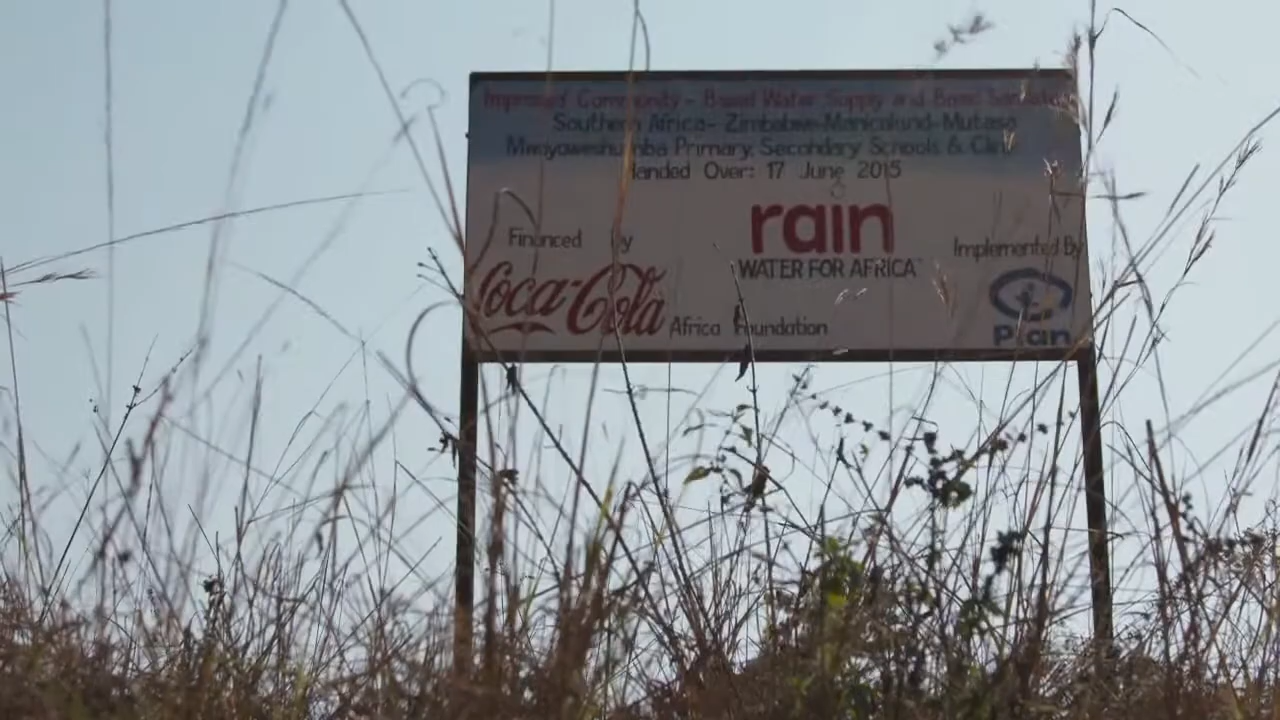 Improved Community - Based Water Supply and Basic Sanitation
Southern Africa - Zimbabwe-Manicaland-Mutasa
Primary, Secondary Schools & Clinic
Handed Over: 17 June 2015
rain
WATER FOR AFRICA
Financed by
Coca-Cola Africa Foundation
Implemented By
Plan